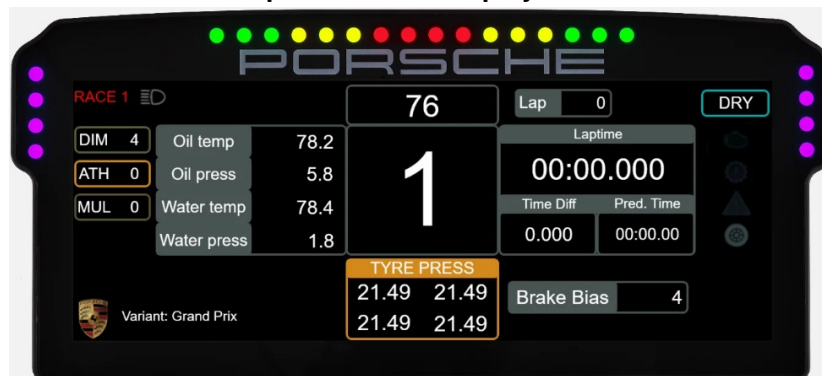 PORSCHE
RACE 1
76
Lap 0
DRY
DIM 4
ATH 0
MUL 0
Oil temp 78.2
Oil press 5.8
Water temp 78.4
Water press 1.8
1
Laptime
00:00.000
Time Diff Pred. Time
0.000 00:00.00
TYRE PRESS
21.49 21.49
21.49 21.49
Brake Bias 4
Variant: Grand Prix